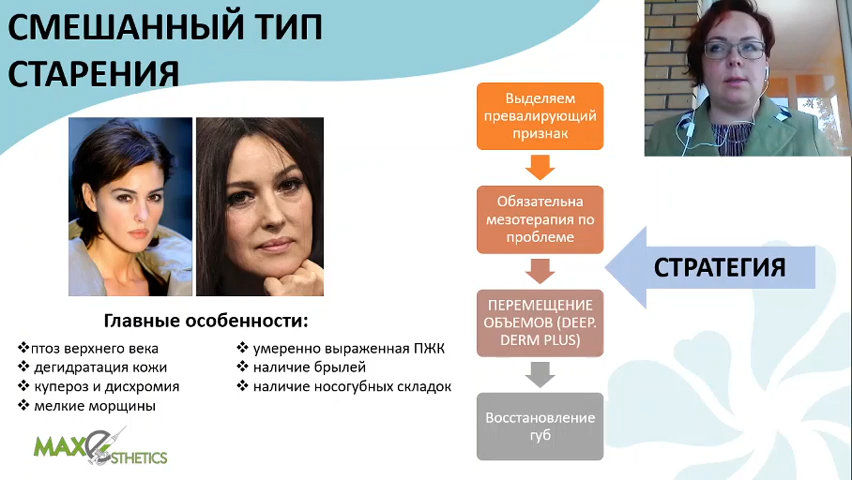 СМЕШАННЫЙ ТИП
СТАРЕНИЯ
Главные особенности:
❖птоз верхнего века
❖ дегидратация кожи
❖ купероз и дисхромия
❖ мелкие морщины
❖ умеренно выраженная ПЖК
❖ наличие брылей
❖ наличие носогубных складок
Выделяем
превалирующий
признак
Обязательна
мезотерапия по
проблеме
ПЕРЕМЕЩЕНИЕ
ОБЪЕМОВ (DEEP.
DERM PLUS)
Восстановление
губ
СТРАТЕГИЯ
MAXeSTHETICS